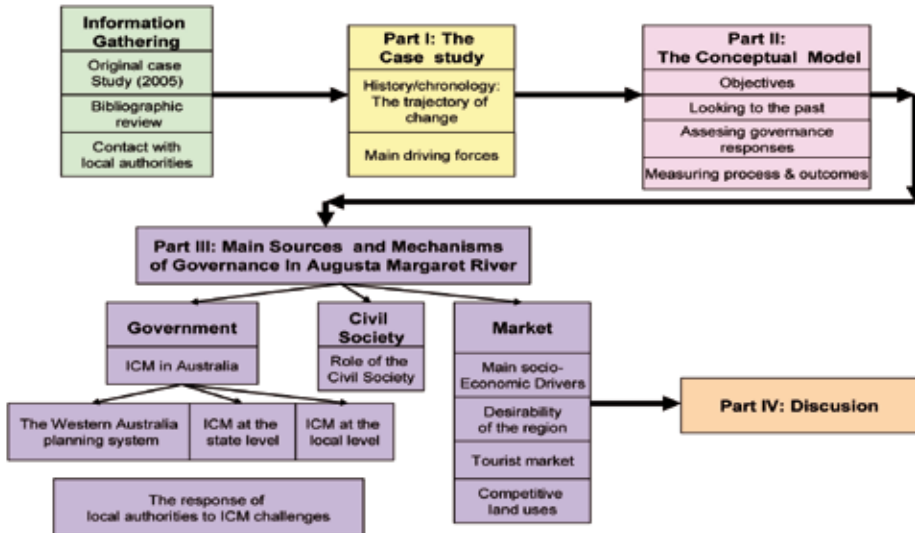 Information
Gathering
Original case
Study (2005)
Bibliographic
review
Contact with
local authorities
Part I: The
Case study
History/chronology:
The trajectory of
change
Main driving forces
Part II:
The Conceptual Model
Objectives
Looking to the past
Assesing governance
responses
Measuring process & outcomes
Part III: Main Sources and Mechanisms
of Governance In Augusta Margaret River
Government
ICM in Australia
The Western Australia
planning system
ICM at the
state level
ICM at the
local level
The response of
local authorities to ICM challenges
Civil
Society
Role of the
Civil Society
Market
Main socio-
Economic Drivers
Desirability
of the region
Tourist market
Competitive
land uses
Part IV: Discusion